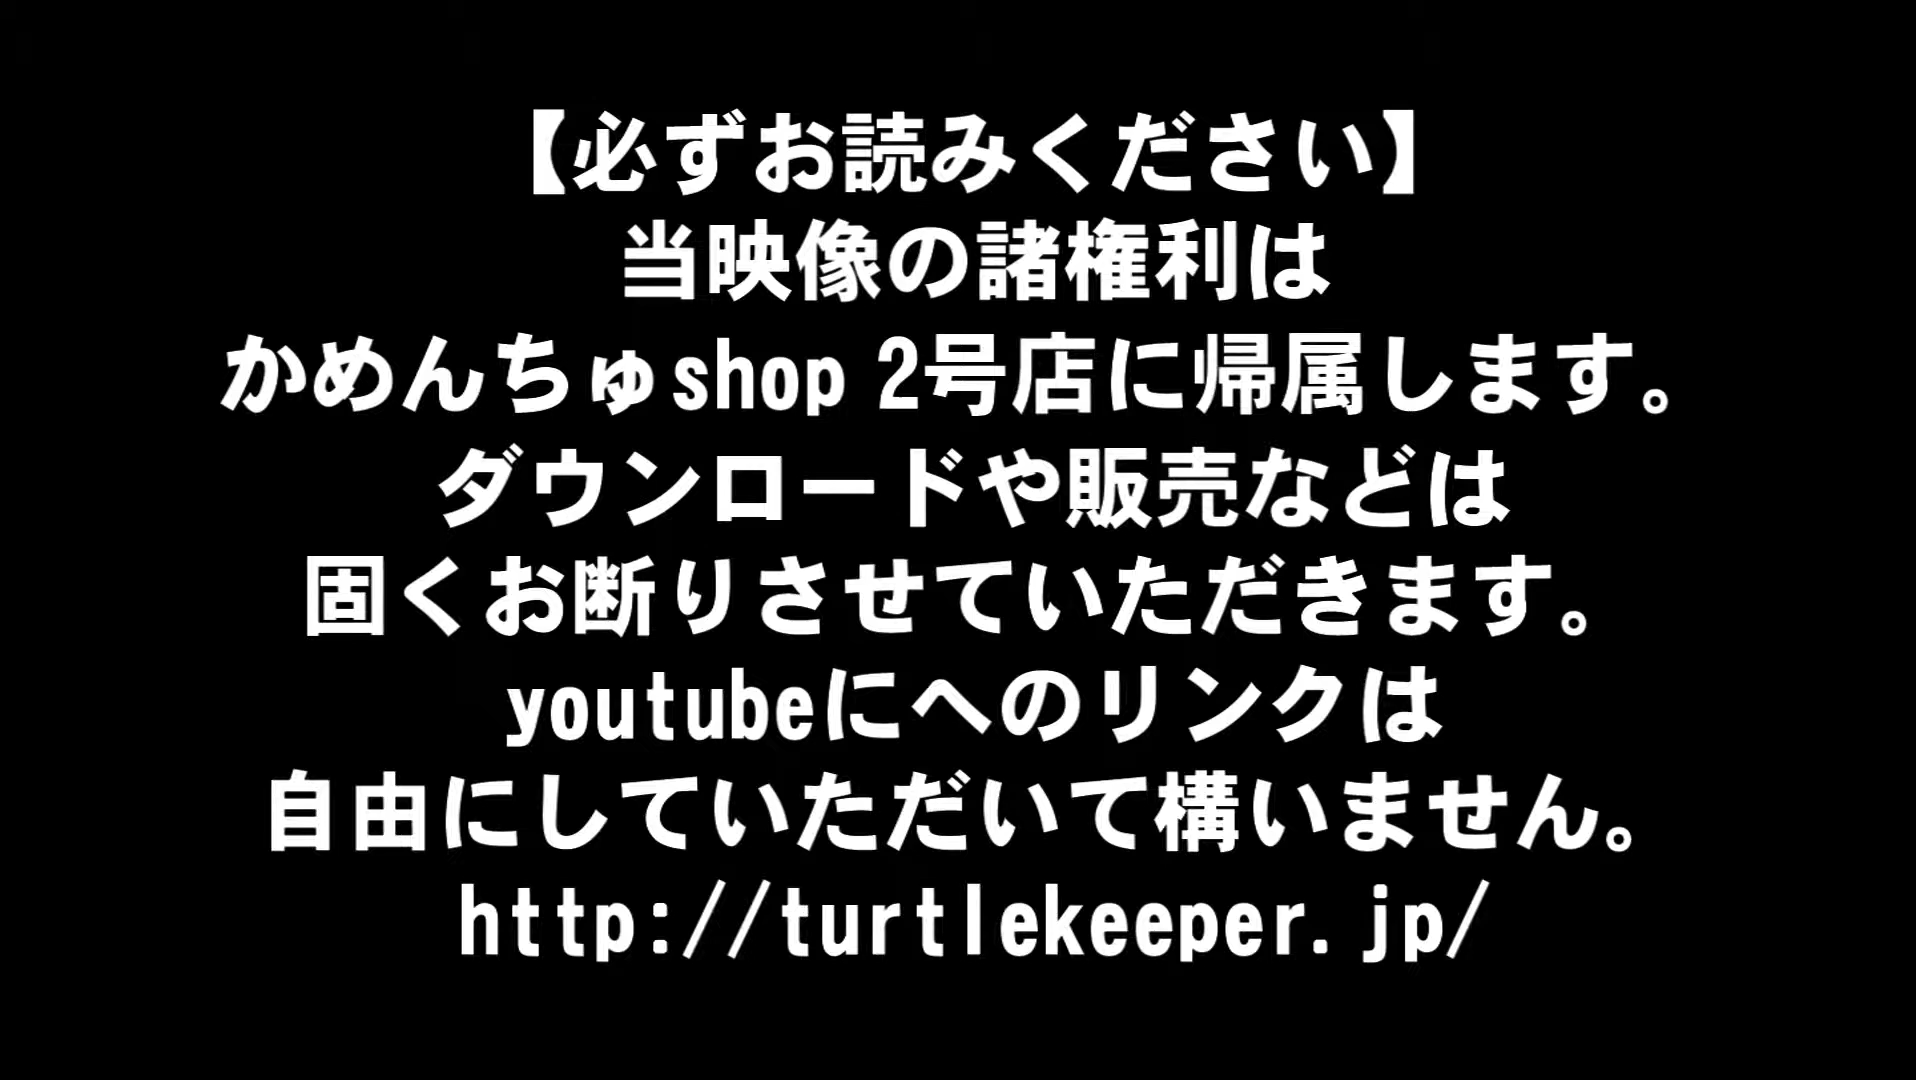 【必ずお読みください】
当映像の諸権利は
かめんちゅshop 2号店に帰属します。
ダウンロードや販売などは
固くお断りさせていただきます。
youtubeにへのリンクは
自由にしていただいて構いません。
http://turtlekeeper.jp/